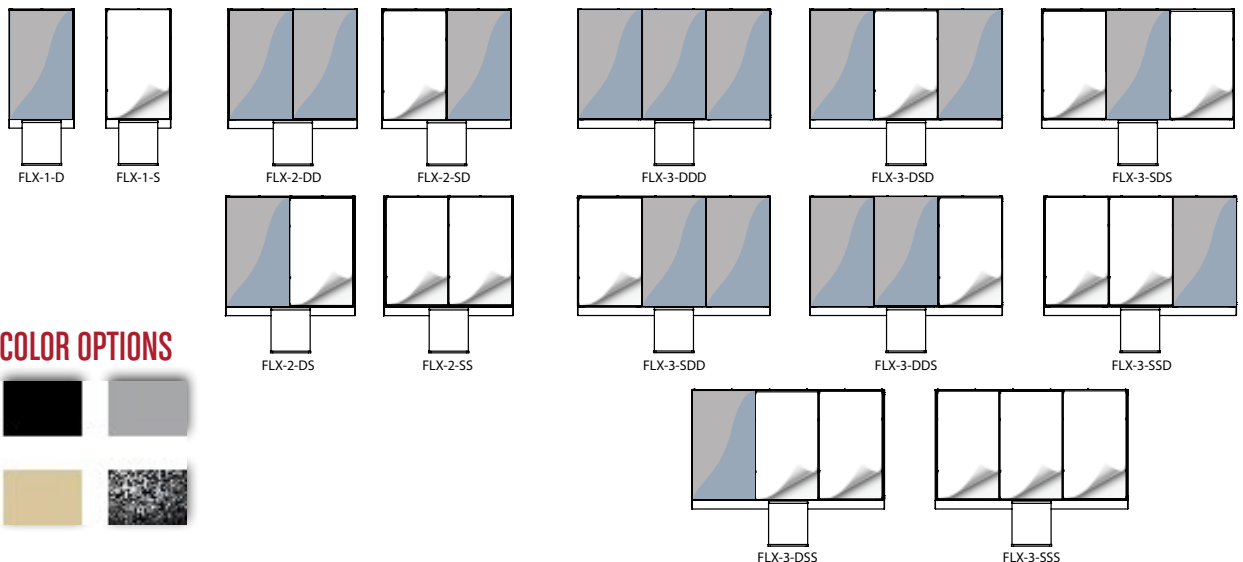 FLX-1-D
FLX-1-S
FLX-2-DD
FLX-2-SD
FLX-3-DDD
FLX-3-DSD
FLX-3-SDS
FLX-2-DS
FLX-2-SS
FLX-3-SDD
FLX-3-DDS
FLX-3-SSD
COLOR OPTIONS
FLX-3-DSS
FLX-3-SSS